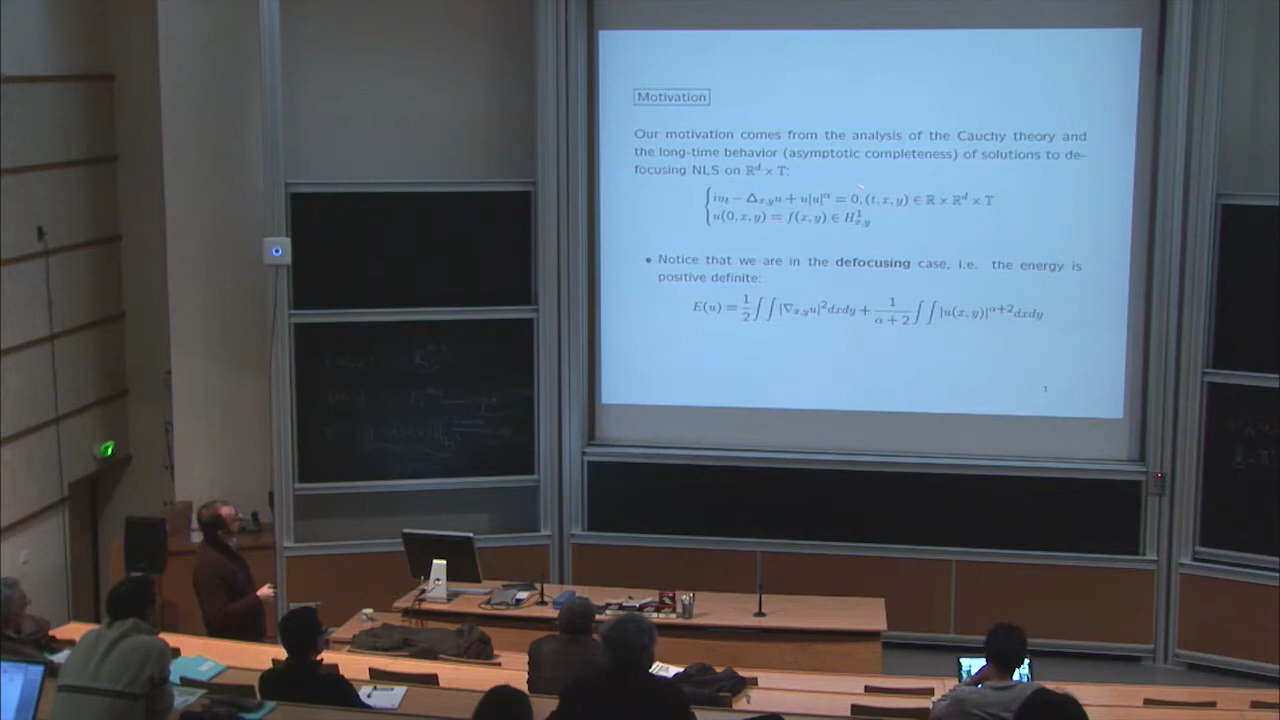 Motivation
Our motivation comes from the analysis of the Cauchy theory and
the long-time behavior (asymptotic completeness) of solutions to de-
focusing NLS on ℝ^d × 𝕋:
{ iu_t − Δ_{x,y}u + u|u|^α = 0, (t, x, y) ∈ ℝ × ℝ^d × 𝕋
u(0, x, y) = f(x, y) ∈ H^1_{x,y}
• Notice that we are in the defocusing case, i.e. the energy is
positive definite:
E(u) = 1/2 ∫∫ |∇_{x,y}u|^2 dxdy + 1/(α+2) ∫∫ |u(x, y)|^{α+2} dxdy
1